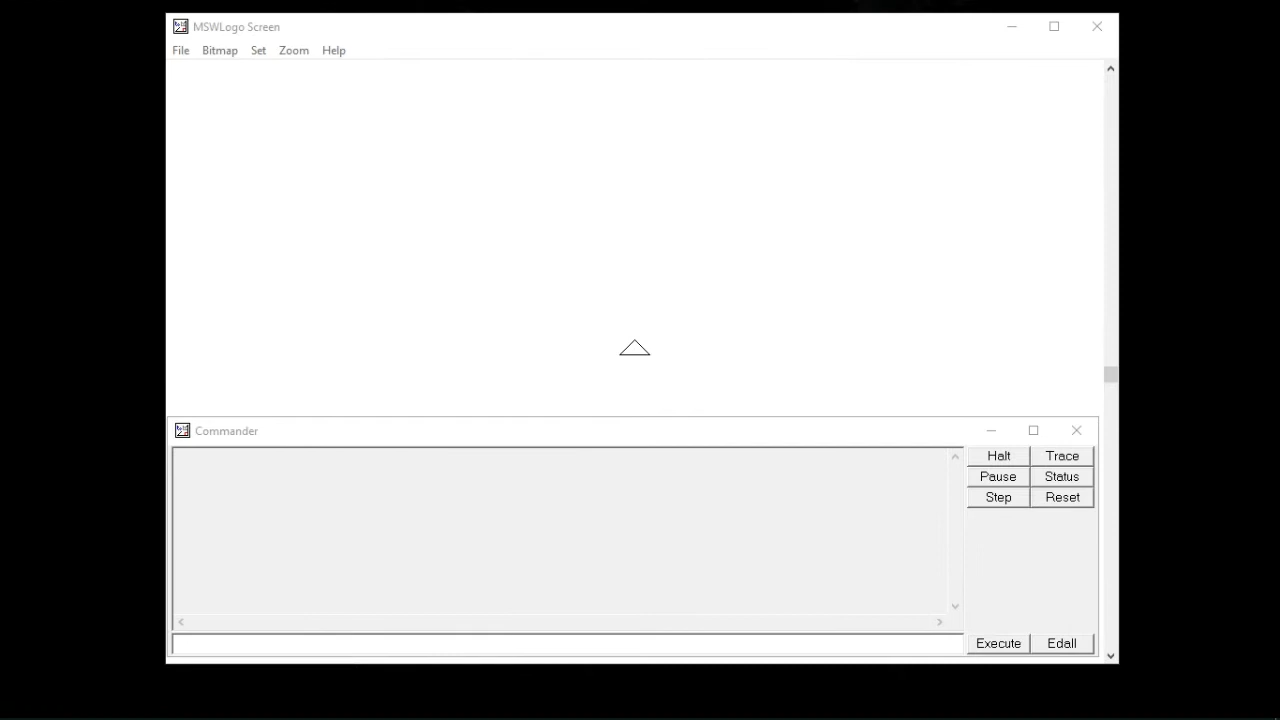 MSWLogo Screen
File Bitmap Set Zoom Help
Commander
Halt Trace
Pause Status
Step Reset
Execute Edall